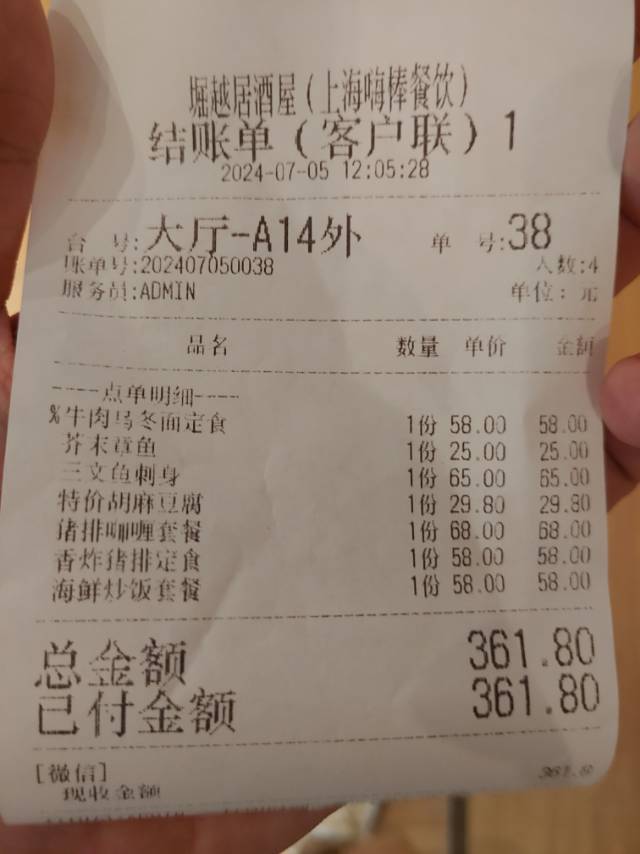 堀越居酒屋（上海嗨棒餐饮）
结账单（客户联）1
2024-07-05 12:05:28
台 号:大厅-A14外 单 号:38
账单号:202407050038 人数:4
服务员:ADMIN 单位: 元
品名 数量 单价 金额
----点单明细----
%牛肉乌冬面定食 1份 58.00 58.00
芥末章鱼 1份 25.00 25.00
三文鱼刺身 1份 65.00 65.00
特价胡麻豆腐 1份 29.80 29.80
猪排咖喱套餐 1份 68.00 68.00
香炸猪排定食 1份 58.00 58.00
海鲜炒饭套餐 1份 58.00 58.00
总金额 361.80
已付金额 361.80
[微信] 361.8
现收金额